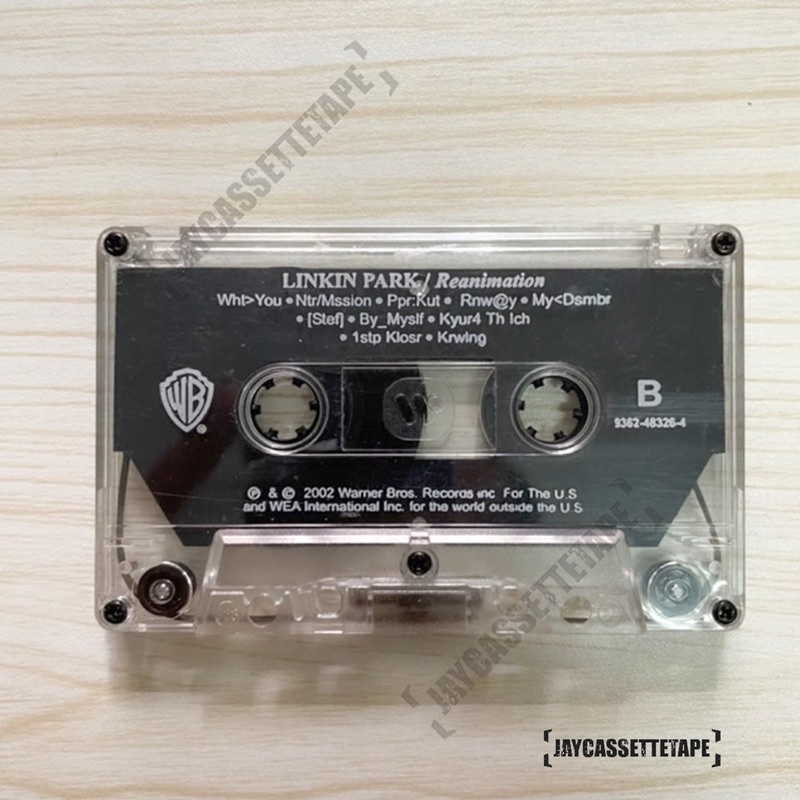 JAYCASSETTETAPE
LINKIN PARK / Reanimation
Wht>You • Ntr/Mssion • Ppr:Kut • Rnw@y • My<Dsmbr
• [Stef] • By_Myslf • Kyur4 Th Ich
• 1stp Klosr • Krwlng
WB
®
B
9362-48326-4
℗ & © 2002 Warner Bros. Records Inc For The U.S
and WEA International Inc. for the world outside the U.S
JAYCASSETTETAPE
[JAYCASSETTETAPE]